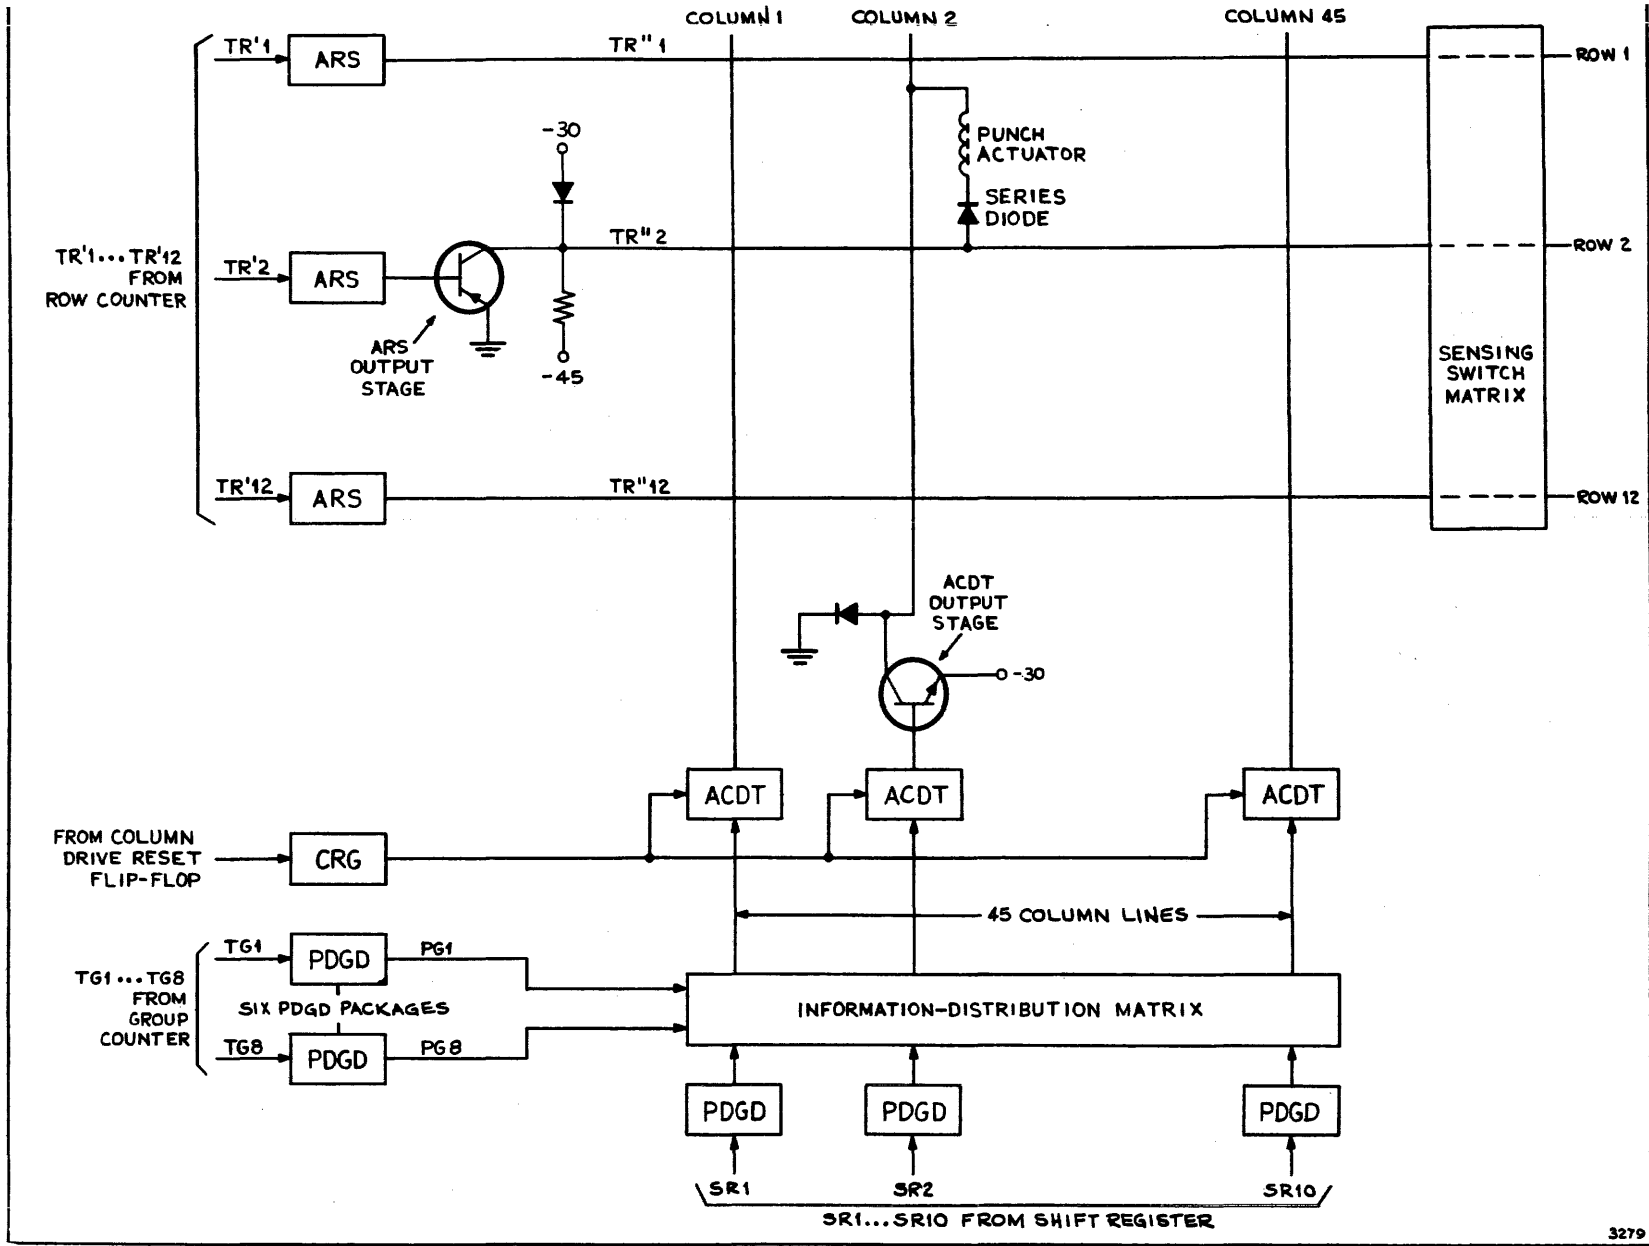 COLUMN 1
COLUMN 2
COLUMN 45
TR'1
ARS
TR"1
ROW 1
-30
PUNCH
ACTUATOR
SERIES
DIODE
TR'1...TR'12
FROM
ROW COUNTER
TR'2
ARS
TR"2
ROW 2
ARS
OUTPUT
STAGE
-45
SENSING
SWITCH
MATRIX
TR'12
ARS
TR"12
ROW 12
ACDT
OUTPUT
STAGE
-30
ACDT
ACDT
ACDT
FROM COLUMN
DRIVE RESET
FLIP-FLOP
CRG
45 COLUMN LINES
TG1...TG8
FROM
GROUP
COUNTER
TG1
PDGD
PG1
SIX PDGD PACKAGES
TG8
PDGD
PG8
INFORMATION-DISTRIBUTION MATRIX
PDGD
PDGD
PDGD
SR1
SR2
SR10
SR1...SR10 FROM SHIFT REGISTER
3279